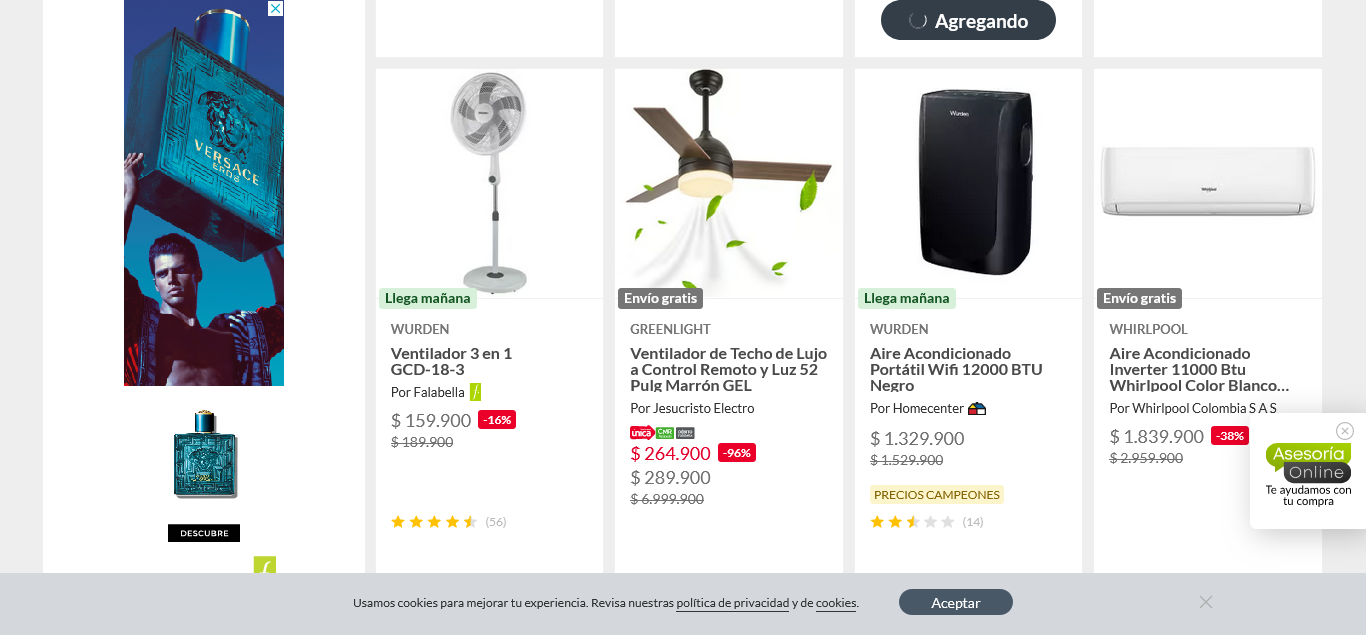 Agregando
VERSACE
EROS
DESCUBRE
Wurden
Whirlpool
Llega mañana
WURDEN
Ventilador 3 en 1
GCD-18-3
Por Falabella
$ 159.900 -16%
$ 189.900
(56)
Envío gratis
GREENLIGHT
Ventilador de Techo de Lujo
a Control Remoto y Luz 52
Pulg Marrón GEL
Por Jesucristo Electro
única CMR
$ 264.900 -96%
$ 289.900
$ 6.999.900
Llega mañana
WURDEN
Aire Acondicionado
Portátil Wifi 12000 BTU
Negro
Por Homecenter
$ 1.329.900
$ 1.529.900
PRECIOS CAMPEONES
(14)
Envío gratis
WHIRLPOOL
Aire Acondicionado
Inverter 11000 Btu
Whirlpool Color Blanco...
Por Whirlpool Colombia S A S
$ 1.839.900 -38%
$ 2.959.900
Asesoría
Online
Te ayudamos con
tu compra
Usamos cookies para mejorar tu experiencia. Revisa nuestras política de privacidad y de cookies.
Aceptar